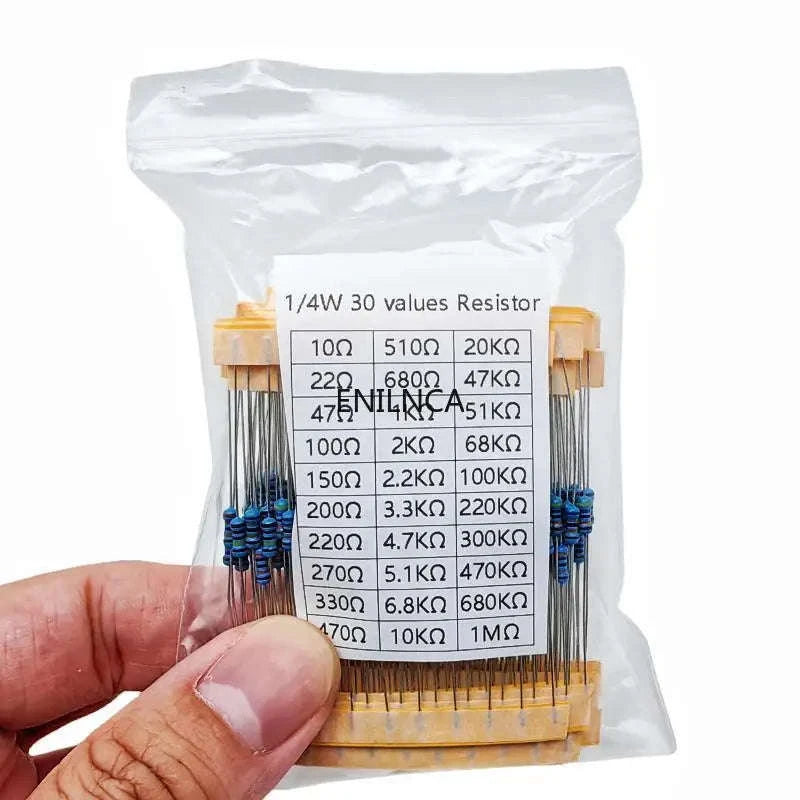 1/4W 30 values Resistor
10Ω 510Ω 20KΩ
22Ω 680Ω 47KΩ
ENILNCA
47Ω 1KΩ 51KΩ
100Ω 2KΩ 68KΩ
150Ω 2.2KΩ 100KΩ
200Ω 3.3KΩ 220KΩ
220Ω 4.7KΩ 300KΩ
270Ω 5.1KΩ 470KΩ
330Ω 6.8KΩ 680KΩ
470Ω 10KΩ 1MΩ